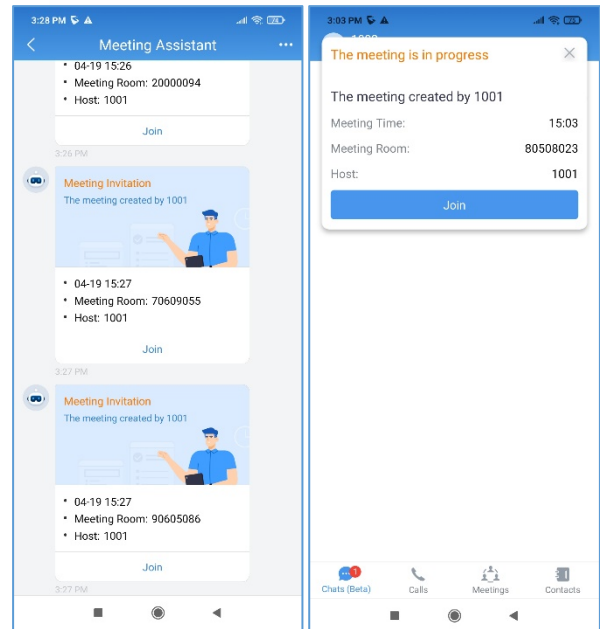 3:28 PM
Meeting Assistant
04-19 15:26
Meeting Room: 20000094
Host: 1001
Join
3:26 PM
Meeting Invitation
The meeting created by 1001
04-19 15:27
Meeting Room: 70609055
Host: 1001
Join
3:27 PM
Meeting Invitation
The meeting created by 1001
04-19 15:27
Meeting Room: 90605086
Host: 1001
Join
3:27 PM
3:03 PM
The meeting is in progress
The meeting created by 1001
Meeting Time: 15:03
Meeting Room: 80508023
Host: 1001
Join
1
Chats (Beta) Calls Meetings Contacts